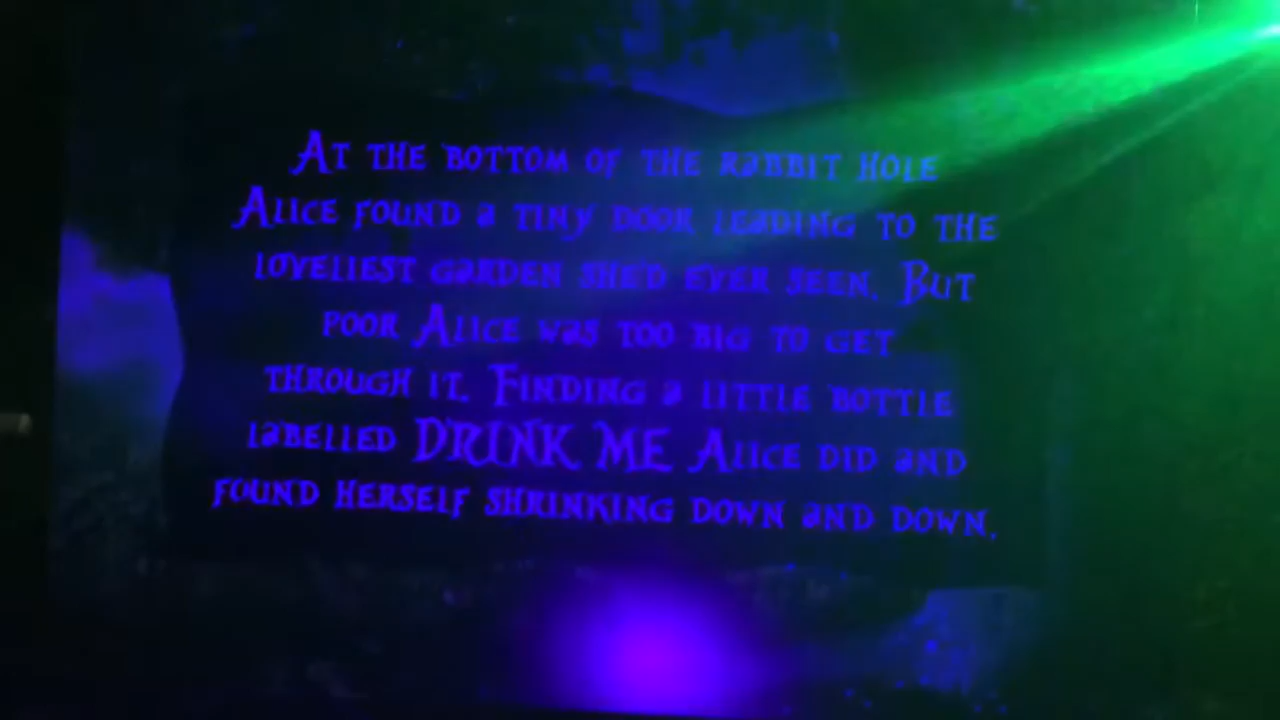 At the bottom of the rabbit hole
Alice found a tiny door leading to the
loveliest garden she'd ever seen. But
poor Alice was too big to get
through it. Finding a little bottle
labelled DRINK ME Alice did and
found herself shrinking down and down.